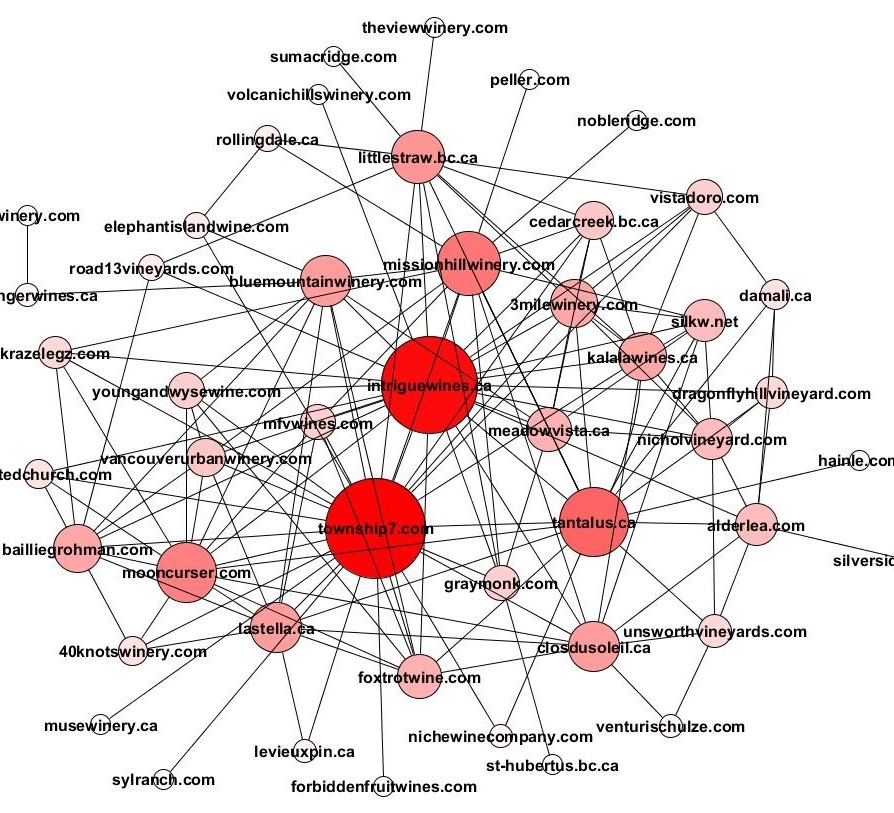 theviewwinery.com
sumacridge.com
peller.com
volcanichillswinery.com
nobleridge.com
rollingdale.ca
littlestraw.bc.ca
vistadoro.com
winery.com
cedarcreek.bc.ca
elephantislandwine.com
missionhillwinery.com
road13vineyards.com
bluemountainwinery.com
ngerwines.ca
damali.ca
3milewinery.com
silkw.net
krazelegz.com
kalalawines.ca
intriguewines.ca
youngandwysewine.com
dragonflyhillvineyard.com
mfvwines.com
meadowvista.ca
nicholvineyard.com
vancouverurbanwinery.com
hainle.com
tedchurch.com
township7.com
tantalus.ca
alderlea.com
bailliegrohman.com
silversid
mooncurser.com
graymonk.com
lastella.ca
unsworthvineyards.com
closdusoleil.ca
40knotswinery.com
foxtrotwine.com
musewinery.ca
venturischulze.com
nichewinecompany.com
levieuxpin.ca
st-hubertus.bc.ca
sylranch.com
forbiddenfruitwines.com